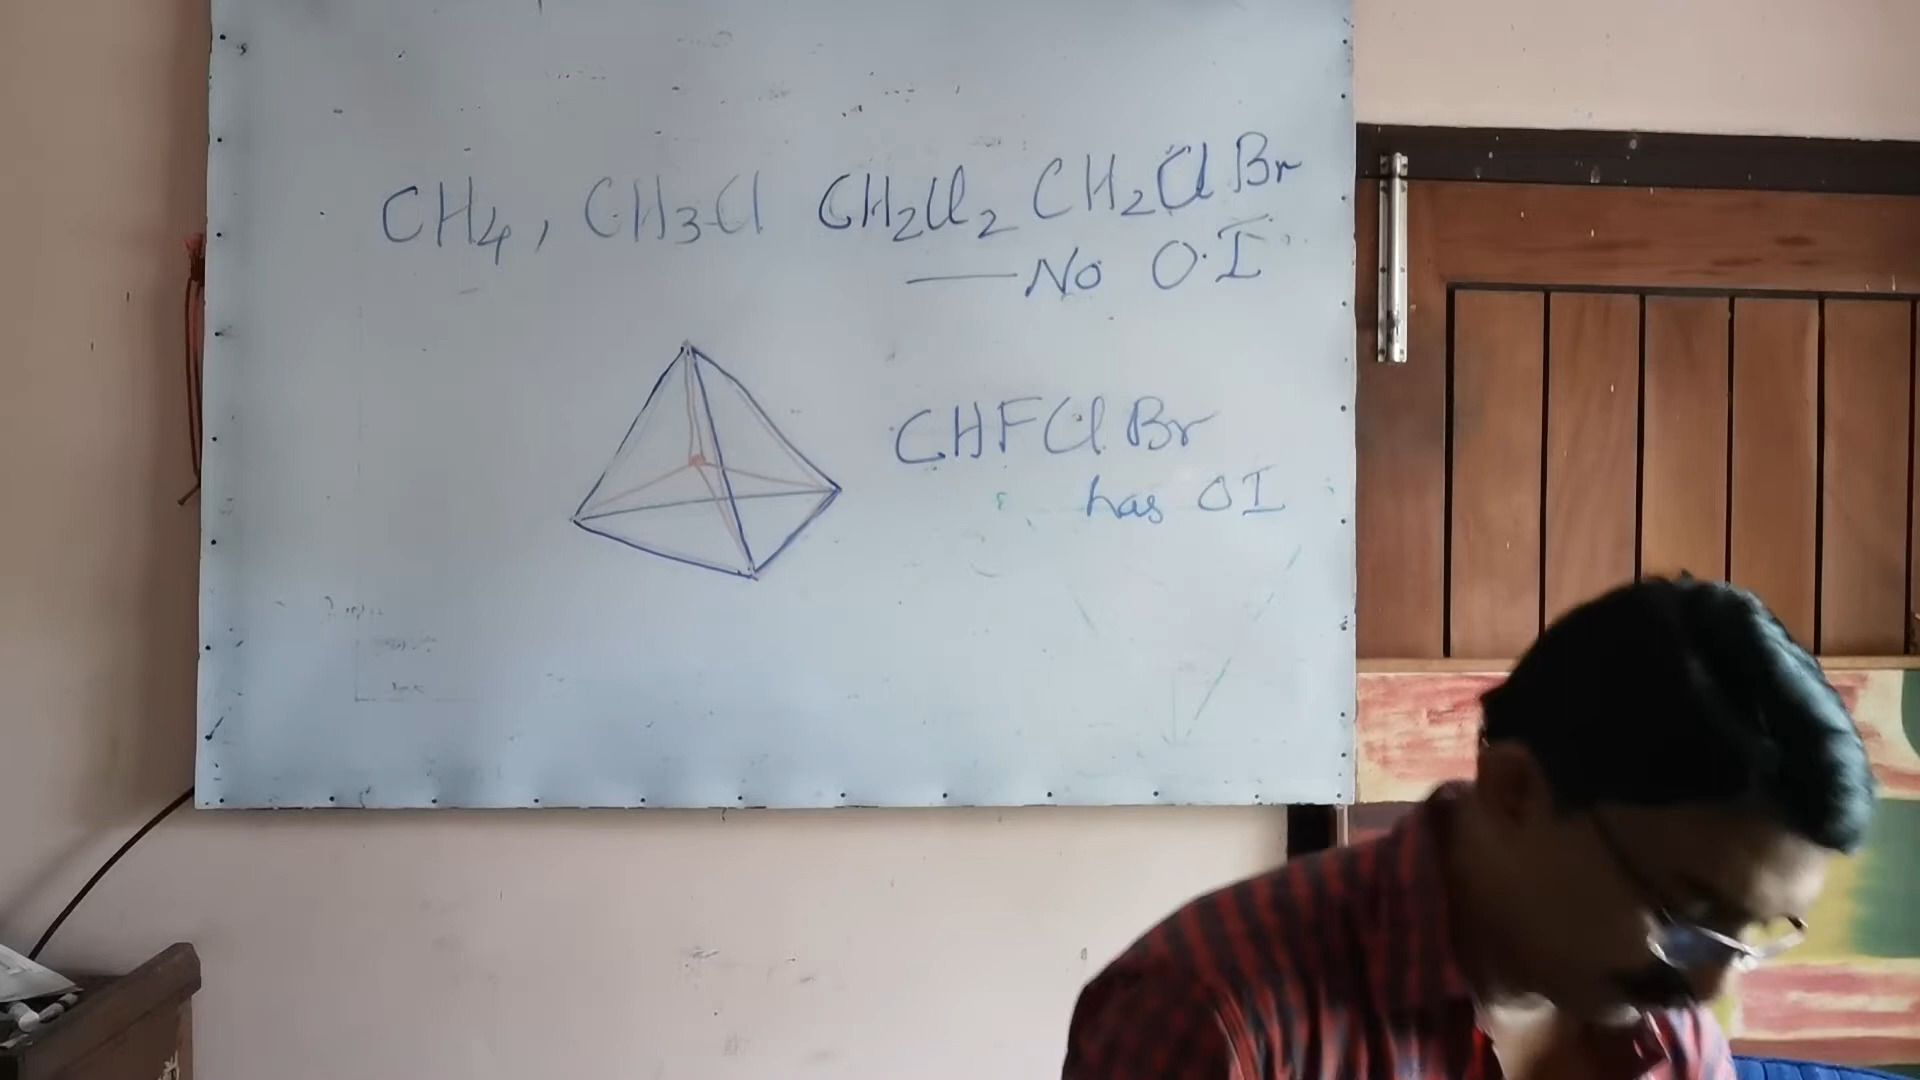 CH₄, CH₃Cl CH₂Cl₂ CH₂ClBr
—No O.I
CHFClBr
has OI